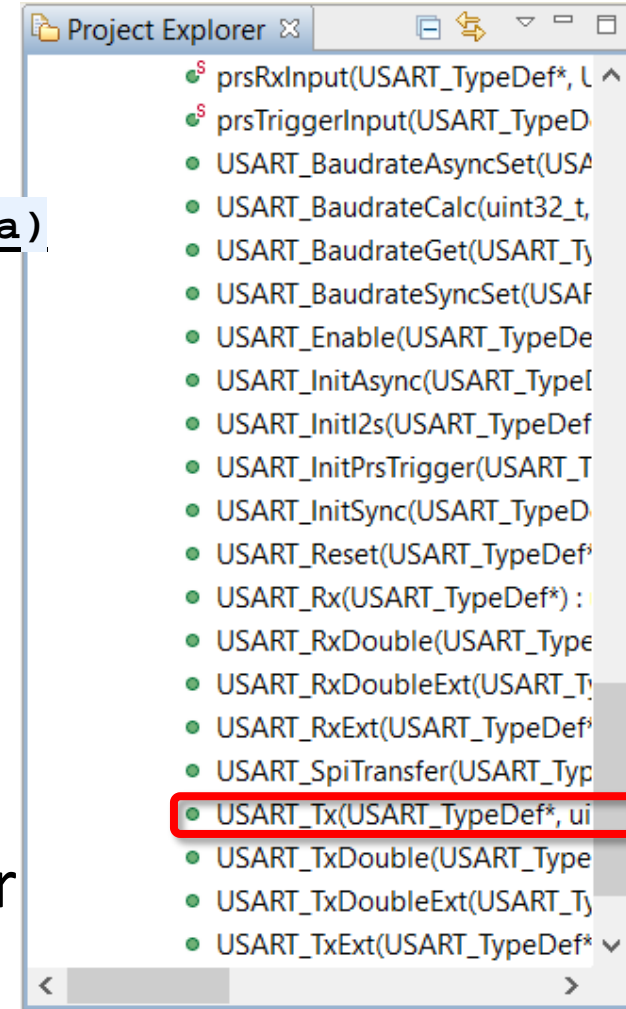 Project Explorer
prsRxInput(USART_TypeDef*, U
prsTriggerInput(USART_TypeD
a)
USART_BaudrateAsyncSet(USA
USART_BaudrateCalc(uint32_t,
USART_BaudrateGet(USART_Ty
USART_BaudrateSyncSet(USAR
USART_Enable(USART_TypeDe
USART_InitAsync(USART_Type
USART_InitI2s(USART_TypeDef
USART_InitPrsTrigger(USART_T
USART_InitSync(USART_TypeD
USART_Reset(USART_TypeDef*
USART_Rx(USART_TypeDef*) :
USART_RxDouble(USART_Type
USART_RxDoubleExt(USART_Ty
USART_RxExt(USART_TypeDef*
USART_SpiTransfer(USART_Typ
USART_Tx(USART_TypeDef*, ui
USART_TxDouble(USART_Type
r
USART_TxDoubleExt(USART_Ty
USART_TxExt(USART_TypeDef*